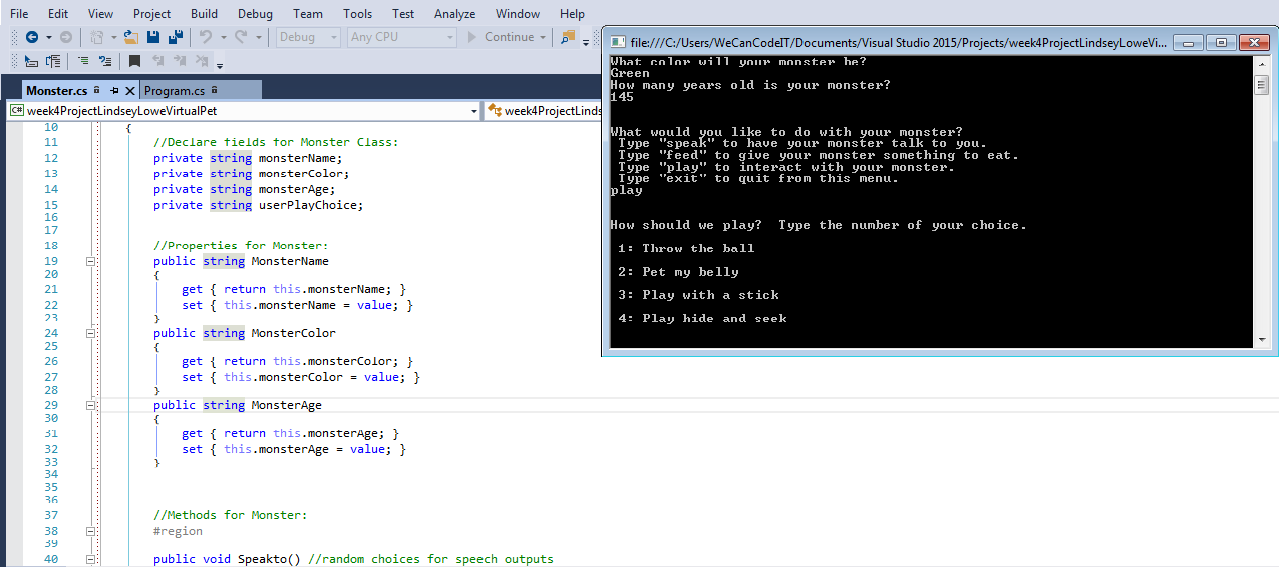 File Edit View Project Build Debug Team Tools Test Analyze Window Help
Debug Any CPU Continue
Monster.cs Program.cs
week4ProjectLindseyLoweVirtualPet week4ProjectLinds
10 {
11 //Declare fields for Monster Class:
12 private string monsterName;
13 private string monsterColor;
14 private string monsterAge;
15 private string userPlayChoice;
16
17
18 //Properties for Monster:
19 public string MonsterName
20 {
21 get { return this.monsterName; }
22 set { this.monsterName = value; }
23 }
24 public string MonsterColor
25 {
26 get { return this.monsterColor; }
27 set { this.monsterColor = value; }
28 }
29 public string MonsterAge
30 {
31 get { return this.monsterAge; }
32 set { this.monsterAge = value; }
33 }
34
35
36
37 //Methods for Monster:
38 #region
39
40 public void Speakto() //random choices for speech outputs
file:///C:/Users/WeCanCodeIT/Documents/Visual Studio 2015/Projects/week4ProjectLindseyLoweVi...
What color will your monster be?
Green
How many years old is your monster?
145
What would you like to do with your monster?
Type "speak" to have your monster talk to you.
Type "feed" to give your monster something to eat.
Type "play" to interact with your monster.
Type "exit" to quit from this menu.
play
How should we play? Type the number of your choice.
1: Throw the ball
2: Pet my belly
3: Play with a stick
4: Play hide and seek